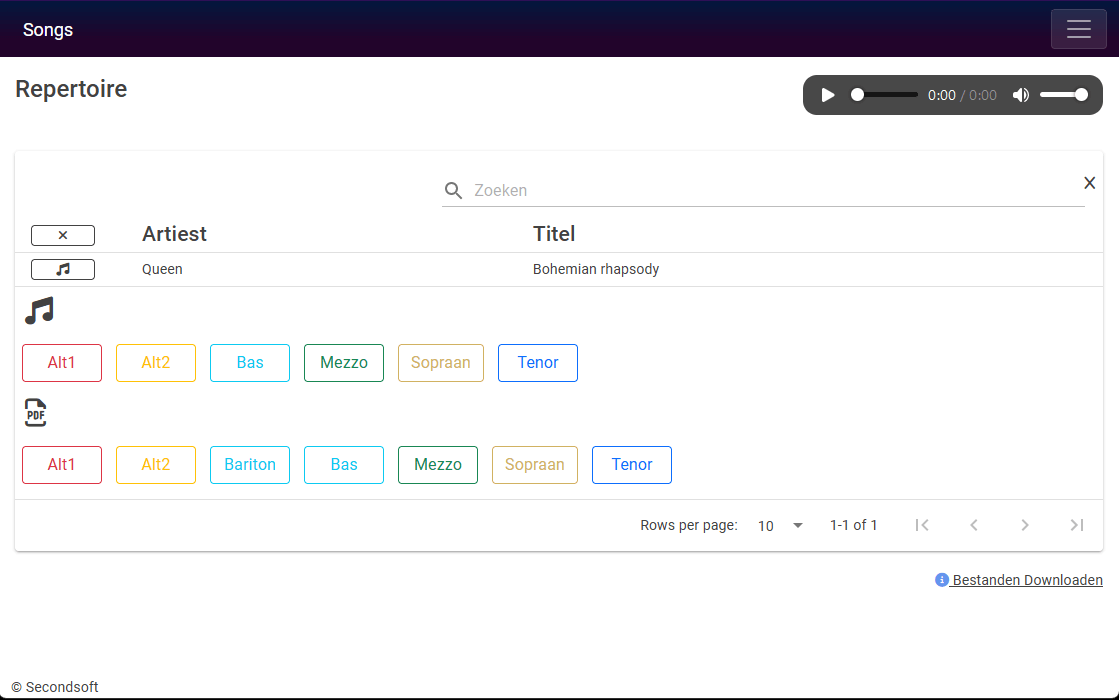 Songs
Repertoire
0:00 / 0:00
Zoeken
X
Artiest Titel
Queen Bohemian rhapsody
Alt1 Alt2 Bas Mezzo Sopraan Tenor
PDF
Alt1 Alt2 Bariton Bas Mezzo Sopraan Tenor
Rows per page: 10 1-1 of 1
Bestanden Downloaden
© Secondsoft